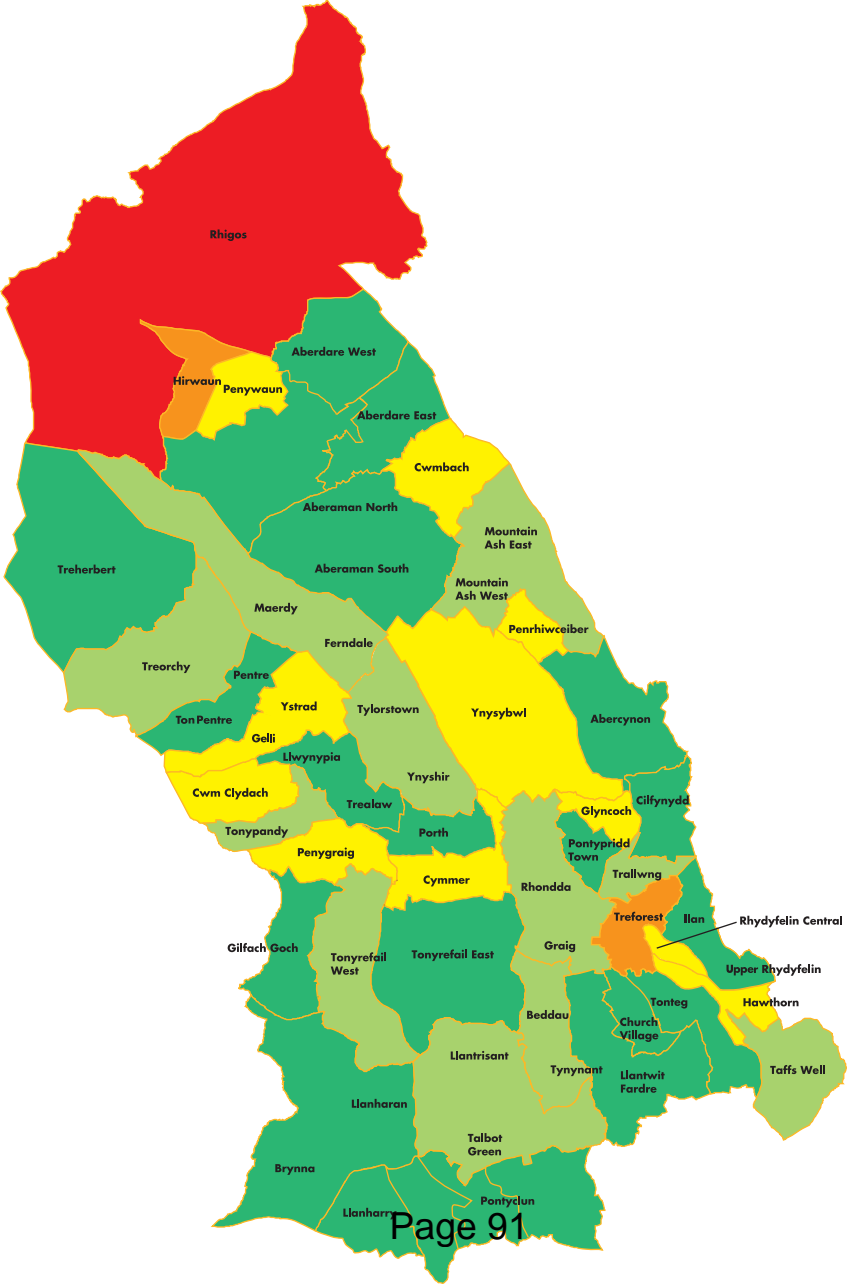 Rhigos
Aberdare West
Hirwaun
Penywaun
Aberdare East
Cwmbach
Aberaman North
Mountain
Ash East
Treherbert
Aberaman South
Mountain
Ash West
Maerdy
Penrhiwceiber
Ferndale
Treorchy
Pentre
Ystrad
Tylorstown
Ynysybwl
Abercynon
Ton Pentre
Gelli
Llwynypia
Ynyshir
Cwm Clydach
Trealaw
Cilfynydd
Glyncoch
Tonypandy
Porth
Pontypridd
Town
Penygraig
Trallwng
Cymmer
Rhondda
Treforest
Ilan
Rhydyfelin Central
Gilfach Goch
Graig
Tonyrefail
West
Tonyrefail East
Upper Rhydyfelin
Tonteg
Hawthorn
Beddau
Church
Village
Llantrisant
Tynynant
Llantwit
Fardre
Taffs Well
Llanharan
Talbot
Green
Brynna
Pontyclun
Llanharry
Page 91